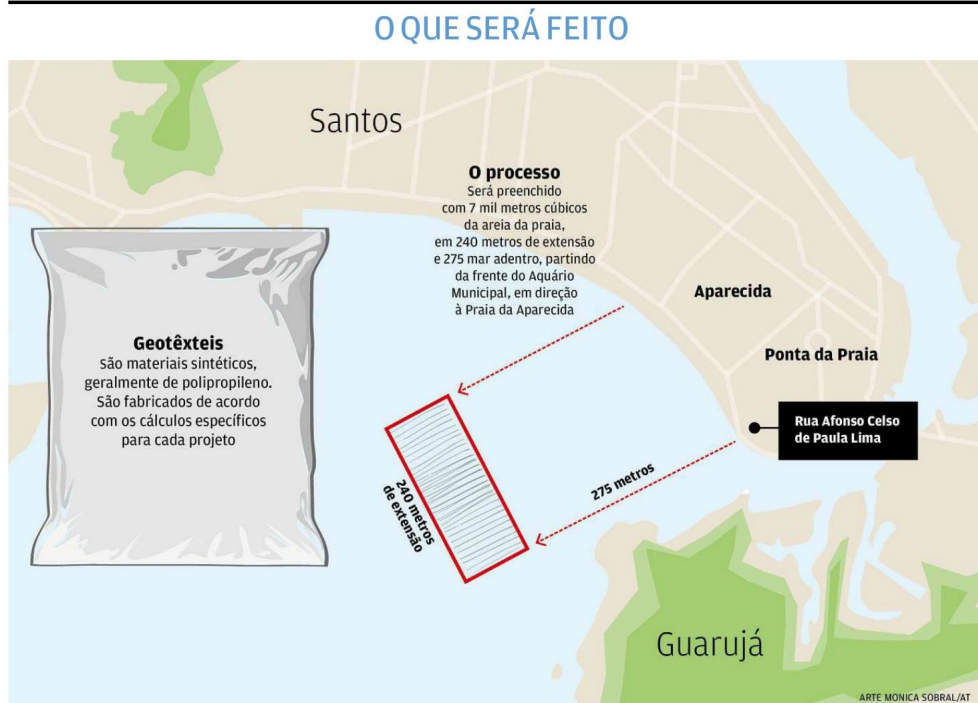 O QUE SERÁ FEITO
Santos
O processo
Será preenchido
com 7 mil metros cúbicos
da areia da praia,
em 240 metros de extensão
e 275 mar adentro, partindo
da frente do Aquário
Municipal, em direção
à Praia da Aparecida
Geotêxteis
São materiais sintéticos,
geralmente de polipropileno.
São fabricados de acordo
com os cálculos específicos
para cada projeto
Aparecida
Ponta da Praia
Rua Afonso Celso
de Paula Lima
275 metros
240 metros
de extensão
Guarujá
ARTE MONICA SOBRAL/AT